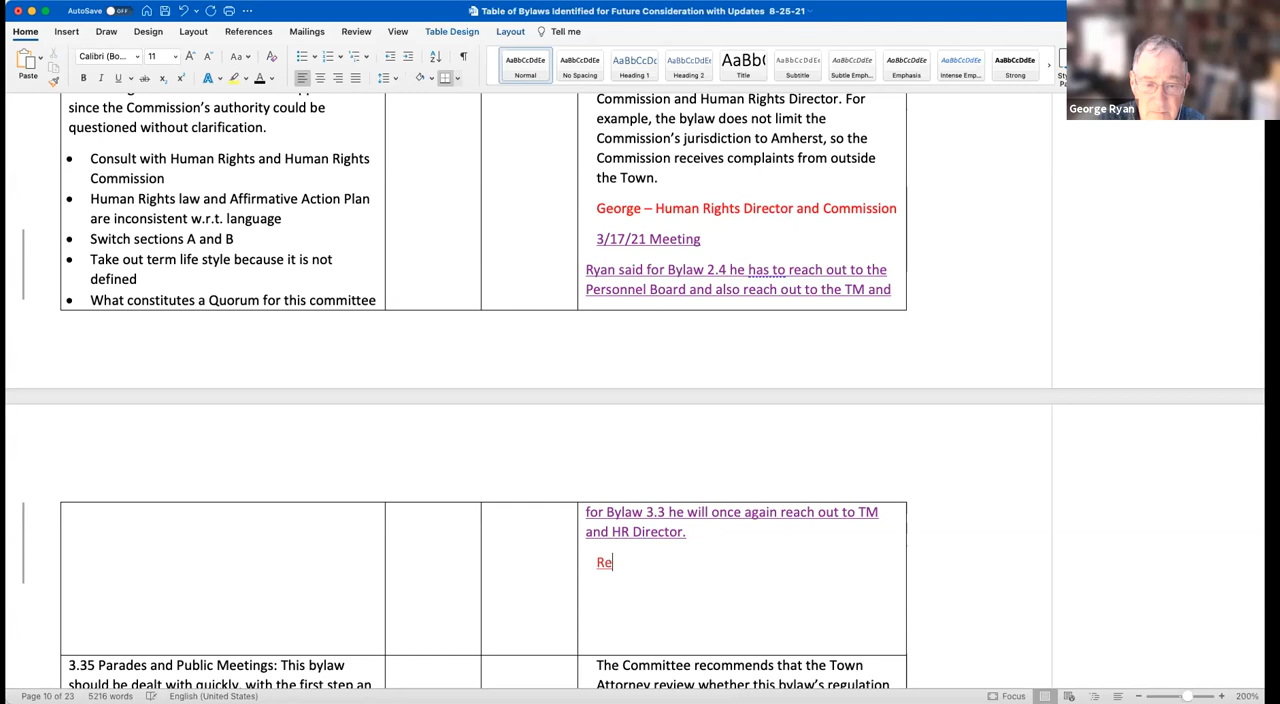 AutoSave OFF
Table of Bylaws Identified for Future Consideration with Updates 8-25-21
Home Insert Draw Design Layout References Mailings Review View Table Design Layout Tell me
Paste
Calibri (Bo... 11
AaBbCcDdEe Normal
AaBbCcDdEe No Spacing
AaBbCcDc Heading 1
AaBbCcDdE Heading 2
AaBb( Title
AaBbCcDdEe Subtitle
AaBbCcDdEe Subtle Emph...
AaBbCcDdEe Emphasis
AaBbCcDdEe Intense Emp...
AaBbCcDdEe Strong
George Ryan
since the Commission's authority could be
questioned without clarification.
• Consult with Human Rights and Human Rights
Commission
• Human Rights law and Affirmative Action Plan
are inconsistent w.r.t. language
• Switch sections A and B
• Take out term life style because it is not
defined
• What constitutes a Quorum for this committee
Commission and Human Rights Director. For
example, the bylaw does not limit the
Commission's jurisdiction to Amherst, so the
Commission receives complaints from outside
the Town.
George – Human Rights Director and Commission
3/17/21 Meeting
Ryan said for Bylaw 2.4 he has to reach out to the
Personnel Board and also reach out to the TM and
for Bylaw 3.3 he will once again reach out to TM
and HR Director.
Re
3.35 Parades and Public Meetings: This bylaw
should be dealt with quickly, with the first step an
The Committee recommends that the Town
Attorney review whether this bylaw's regulation
Page 10 of 23 5216 words English (United States) Focus 200%